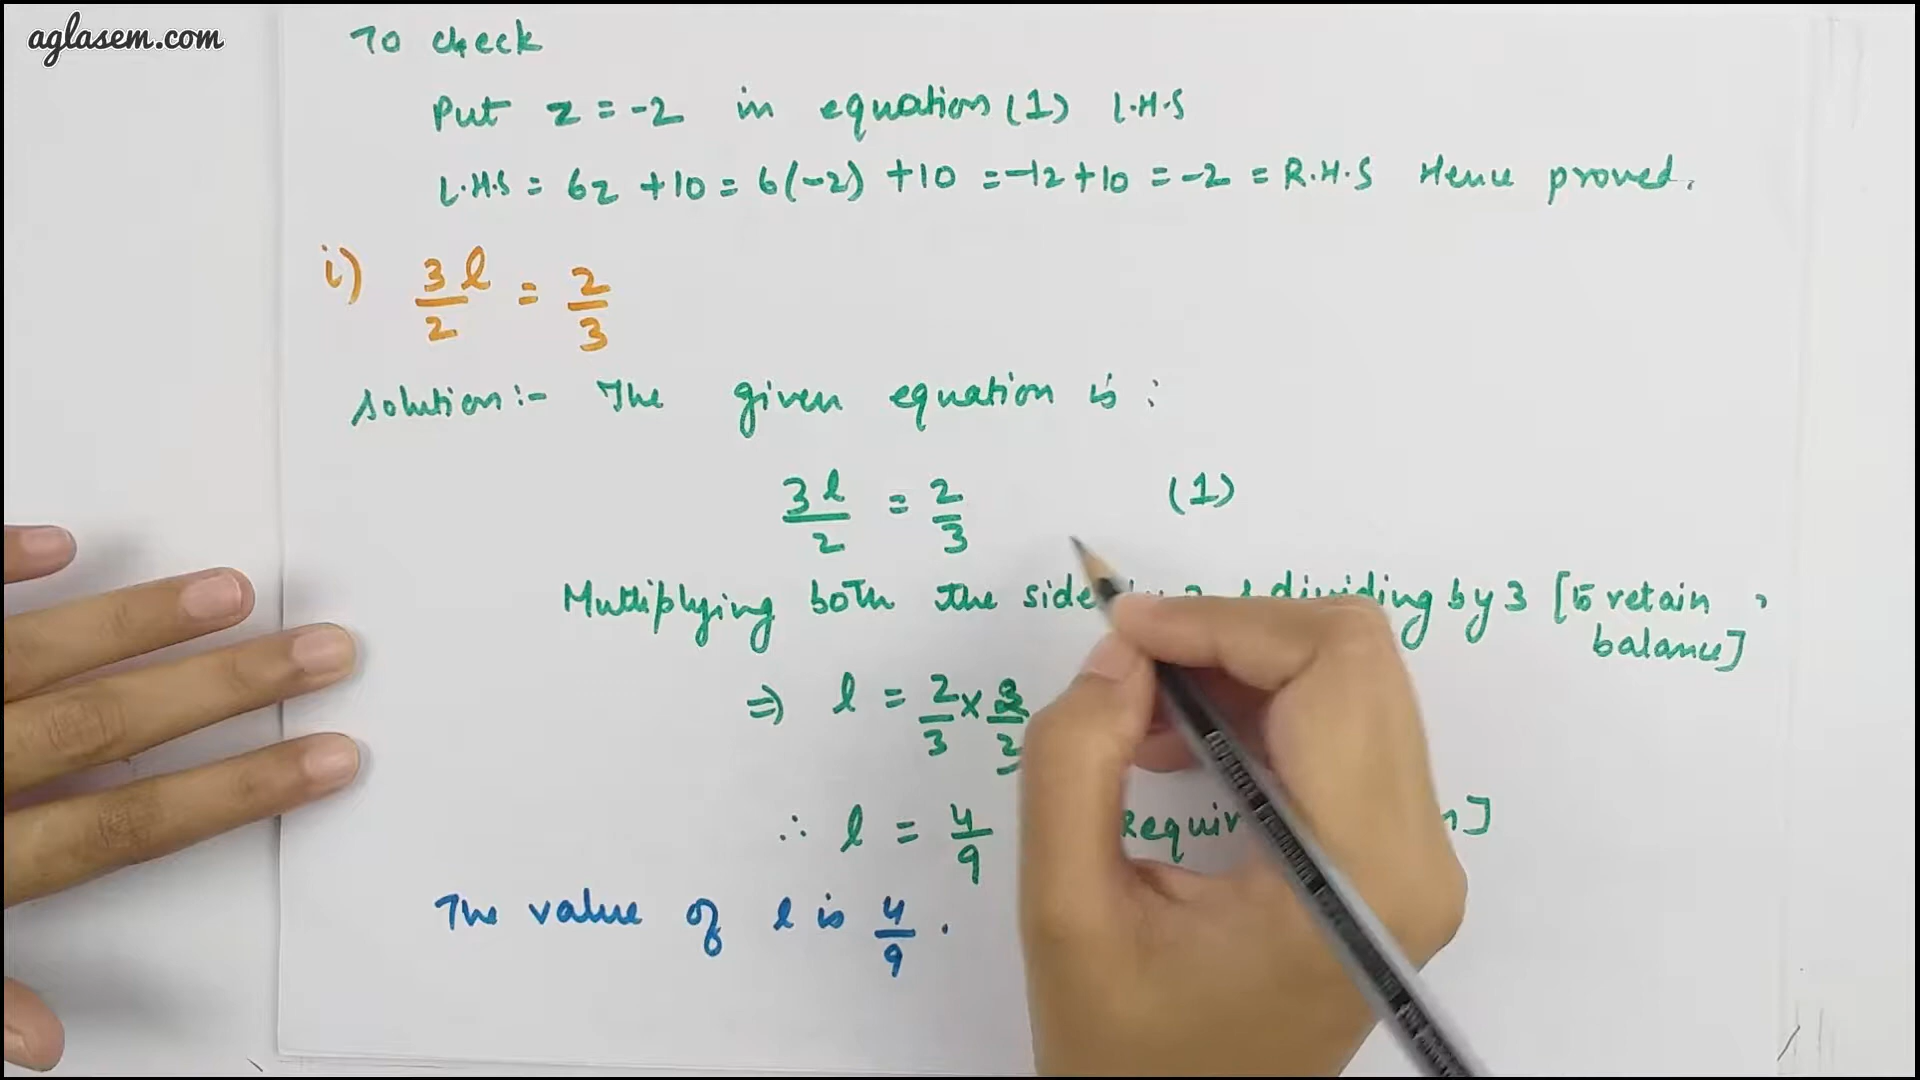 aglasem.com
To check
Put z = -2 in equation (1) L.H.S
L.H.S = 6z + 10 = 6(-2) + 10 = -12 + 10 = -2 = R.H.S Hence proved.
i) 3l/2 = 2/3
Solution:- The given equation is :
3l/2 = 2/3 (1)
Multiplying both the side dividing by 3 [to retain
balance]
⇒ l = 2/3 ×
∴ l = 4/9
The value of l is 4/9 .